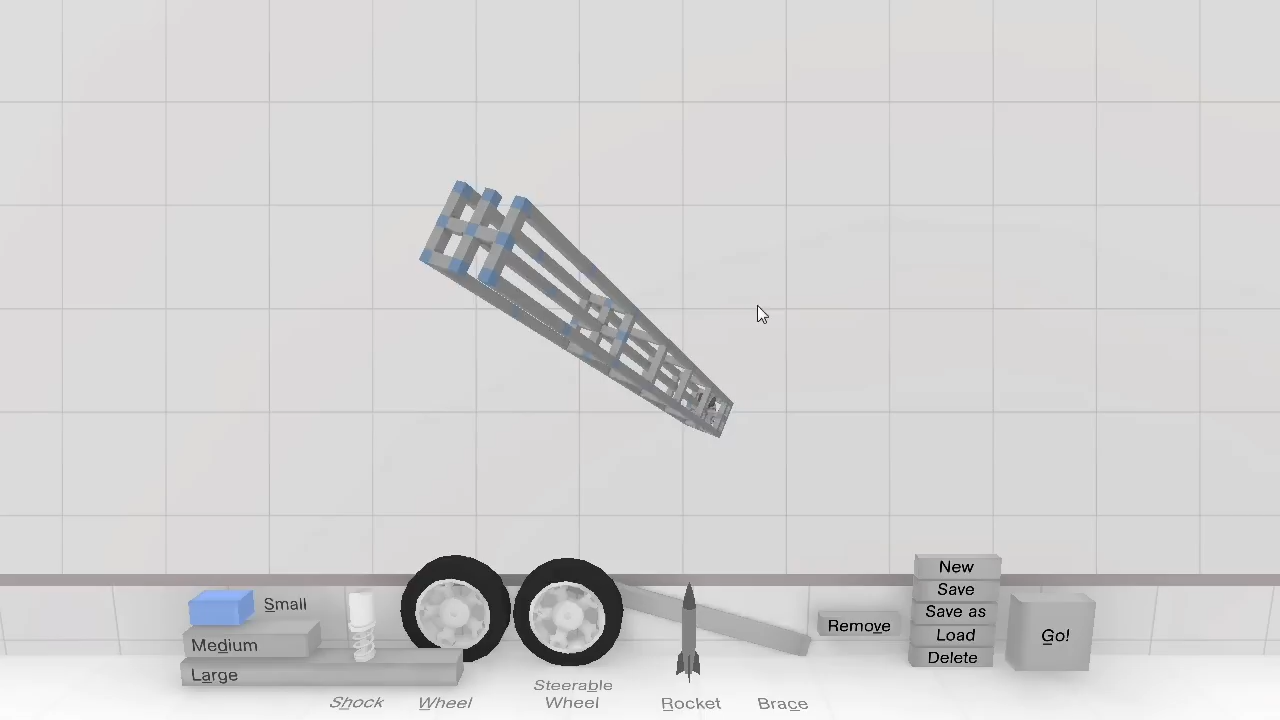 Small
Medium
Large
Shock
Wheel
Steerable
Wheel
Rocket
Brace
Remove
New
Save
Save as
Load
Delete
Go!